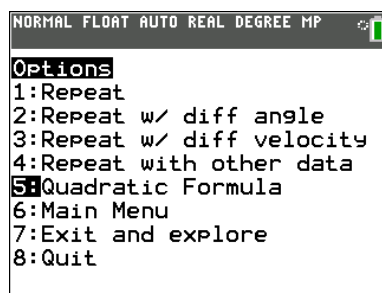 NORMAL FLOAT AUTO REAL DEGREE MP
Options
1:Repeat
2:Repeat w/ diff angle
3:Repeat w/ diff velocity
4:Repeat with other data
5:Quadratic Formula
6:Main Menu
7:Exit and explore
8:Quit